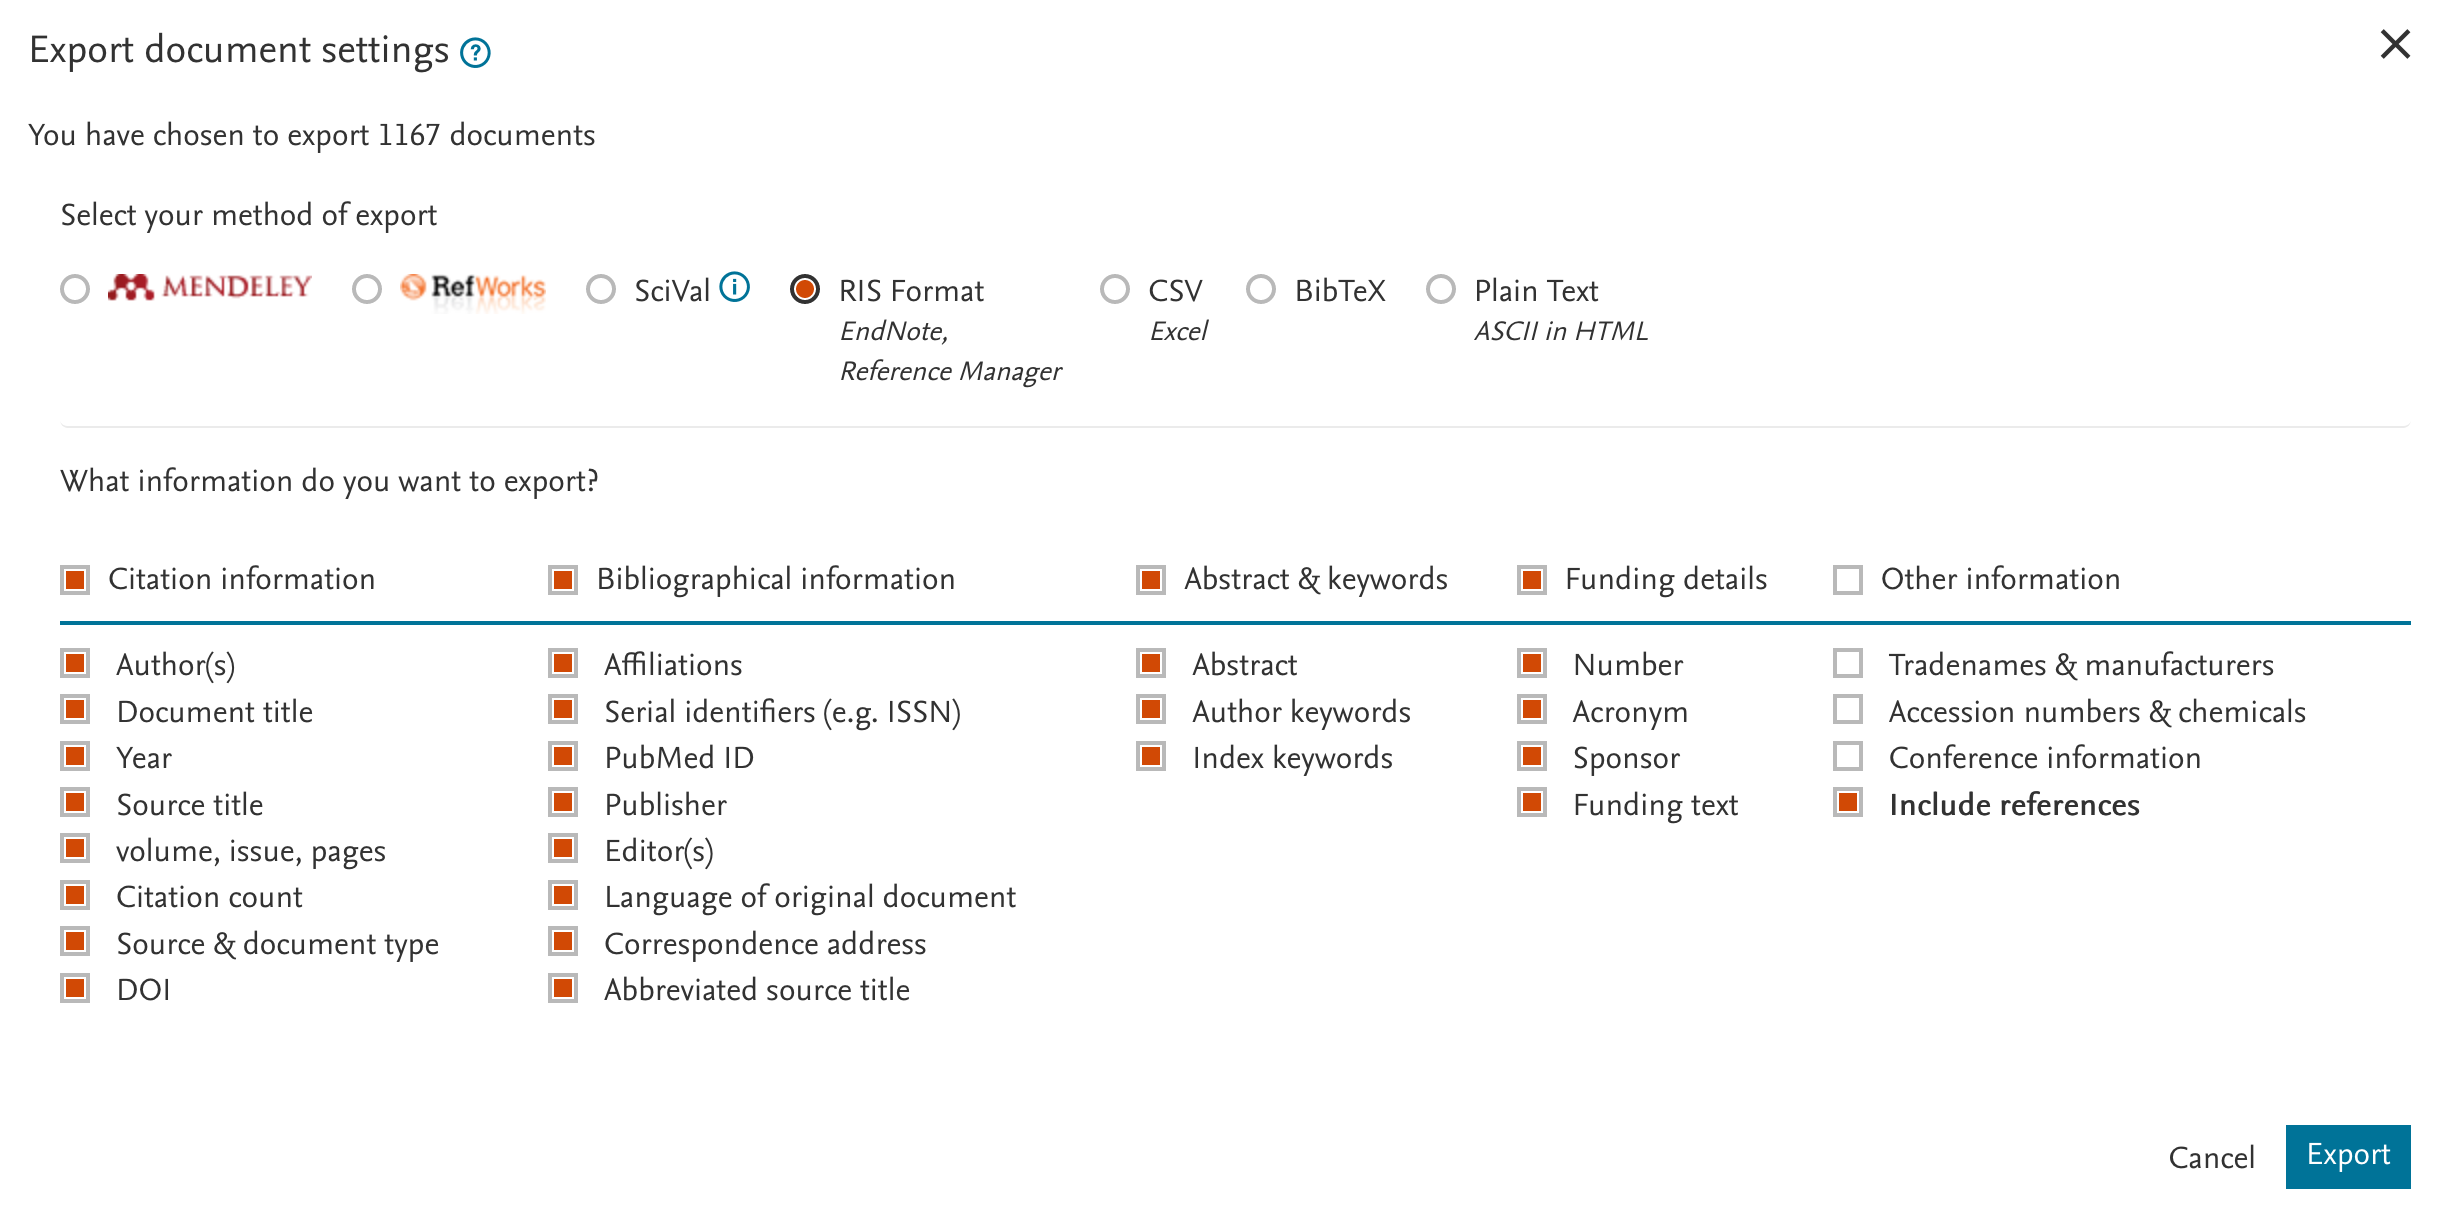 Export document settings ?
You have chosen to export 1167 documents
Select your method of export
MENDELEY RefWorks SciVal i RIS Format CSV BibTeX Plain Text
EndNote, Excel ASCII in HTML
Reference Manager
What information do you want to export?
Citation information Bibliographical information Abstract & keywords Funding details Other information
Author(s) Affiliations Abstract Number Tradenames & manufacturers
Document title Serial identifiers (e.g. ISSN) Author keywords Acronym Accession numbers & chemicals
Year PubMed ID Index keywords Sponsor Conference information
Source title Publisher Funding text Include references
volume, issue, pages Editor(s)
Citation count Language of original document
Source & document type Correspondence address
DOI Abbreviated source title
Cancel Export